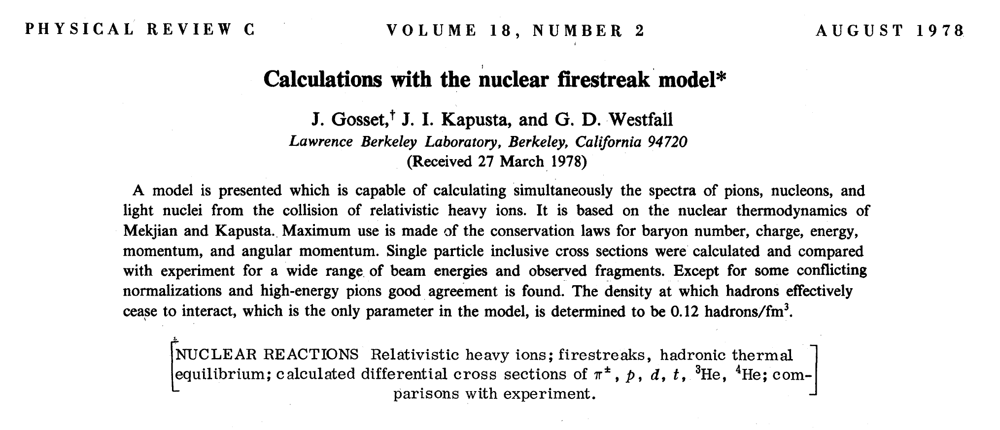 PHYSICAL REVIEW C VOLUME 18, NUMBER 2 AUGUST 1978
Calculations with the nuclear firestreak model*
J. Gosset,† J. I. Kapusta, and G. D. Westfall
Lawrence Berkeley Laboratory, Berkeley, California 94720
(Received 27 March 1978)
A model is presented which is capable of calculating simultaneously the spectra of pions, nucleons, and
light nuclei from the collision of relativistic heavy ions. It is based on the nuclear thermodynamics of
Mekjian and Kapusta. Maximum use is made of the conservation laws for baryon number, charge, energy,
momentum, and angular momentum. Single particle inclusive cross sections were calculated and compared
with experiment for a wide range of beam energies and observed fragments. Except for some conflicting
normalizations and high-energy pions good agreement is found. The density at which hadrons effectively
cease to interact, which is the only parameter in the model, is determined to be 0.12 hadrons/fm³.
[NUCLEAR REACTIONS Relativistic heavy ions; firestreaks, hadronic thermal
equilibrium; calculated differential cross sections of π±, p, d, t, ³He, ⁴He; com-
parisons with experiment.]